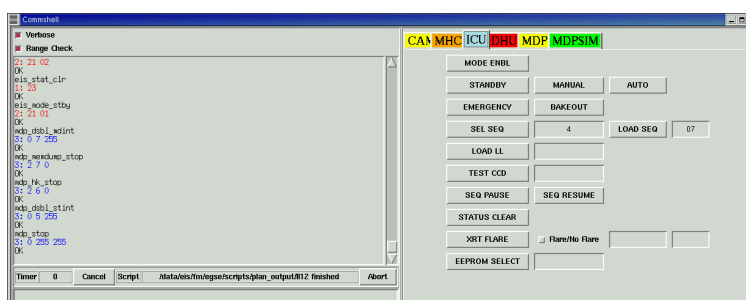 Commshell
Verbose
Range Check
2: 21 02
OK
eis_stat_clr
1: 23
OK
eis_mode_stby
2: 21 01
OK
mdp_dsbl_mdint
3: 0 7 255
OK
mdp_memdump_stop
3: 2 7 0
OK
mdp_hk_stop
3: 2 6 0
OK
mdp_dsbl_stint
3: 0 5 255
OK
mdp_stop
3: 0 255 255
OK
Timer 0 Cancel Script /data/eis/fm/egse/scripts/plan_output/ll12 finished Abort
CAM MHC ICU DHU MDP MDPSIM
MODE ENBL
STANDBY MANUAL AUTO
EMERGENCY BAKEOUT
SEL SEQ 4 LOAD SEQ 07
LOAD LL
TEST CCD
SEQ PAUSE SEQ RESUME
STATUS CLEAR
XRT FLARE flare/No flare
EEPROM SELECT